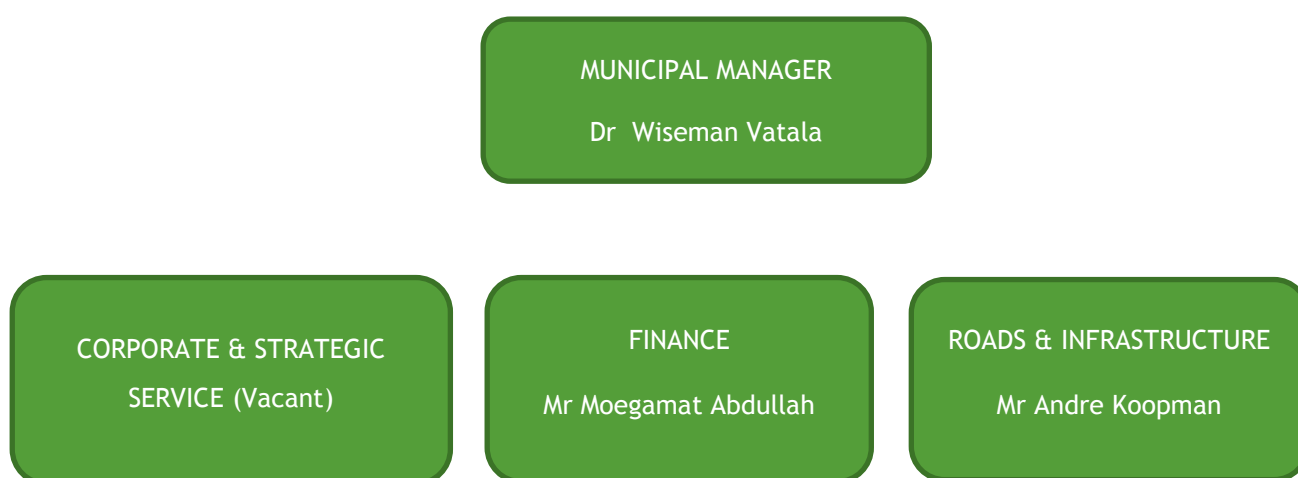 MUNICIPAL MANAGER
Dr Wiseman Vatala
CORPORATE & STRATEGIC
SERVICE (Vacant)
FINANCE
Mr Moegamat Abdullah
ROADS & INFRASTRUCTURE
Mr Andre Koopman